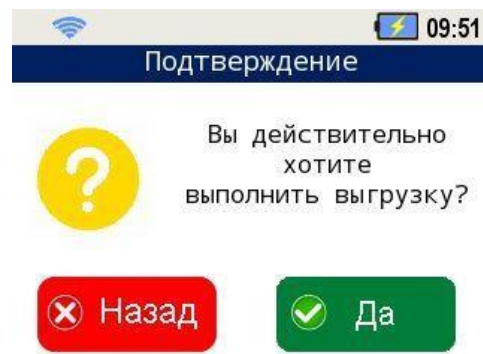 09:51
Подтверждение
Вы действительно
хотите
выполнить выгрузку?
Назад
Да